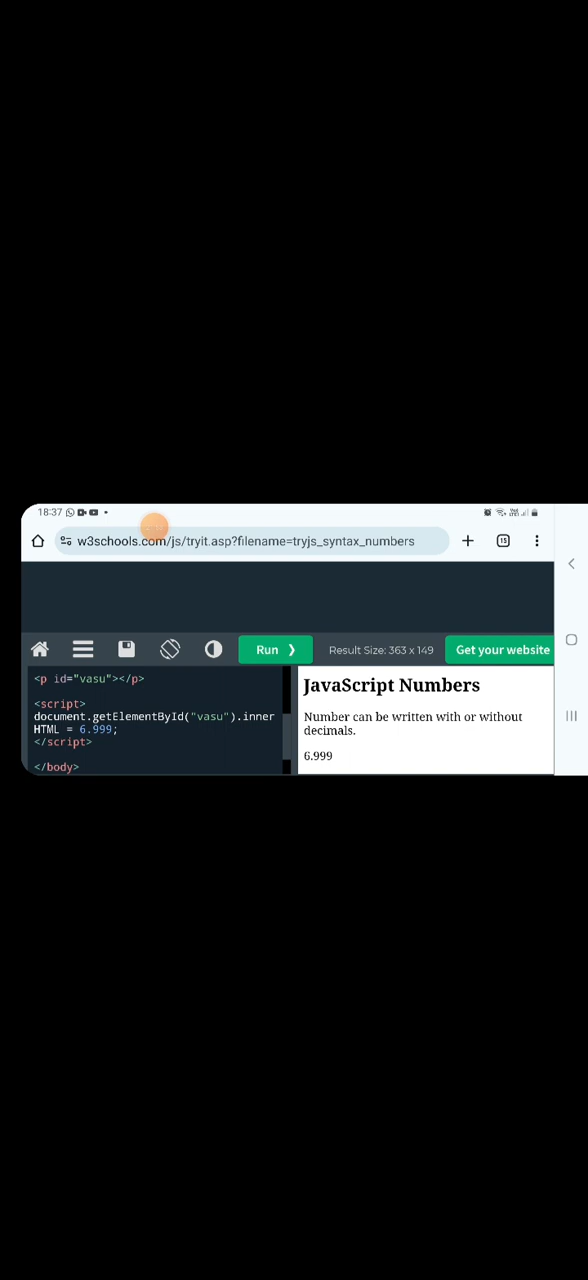 18:37
w3schools.com/js/tryit.asp?filename=tryjs_syntax_numbers
15
Run ❯
Result Size: 363 x 149
Get your website
<p id="vasu"></p>
<script>
document.getElementById("vasu").inner
HTML = 6.999;
</script>
</body>
JavaScript Numbers
Number can be written with or without
decimals.
6.999